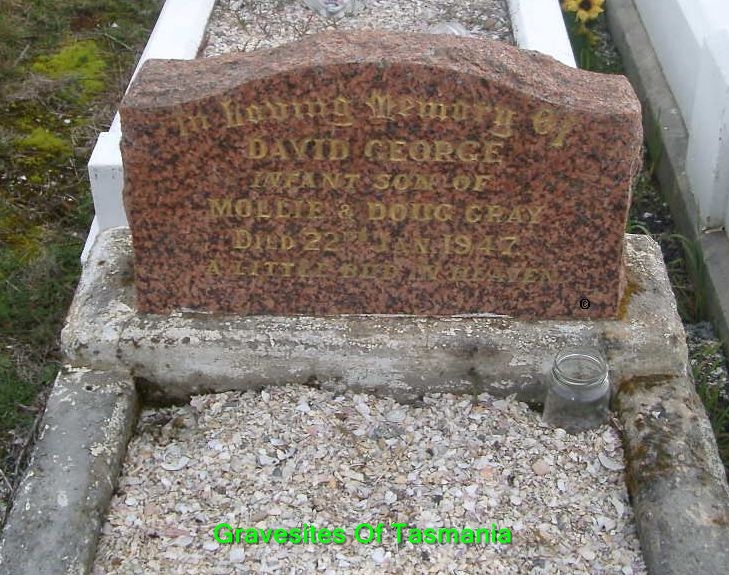 In Loving Memory Of
DAVID GEORGE
INFANT SON OF
MOLLIE & DOUG GRAY
DIED 22ND JAN. 1947.
A LITTLE BUD IN HEAVEN
©
Gravesites Of Tasmania